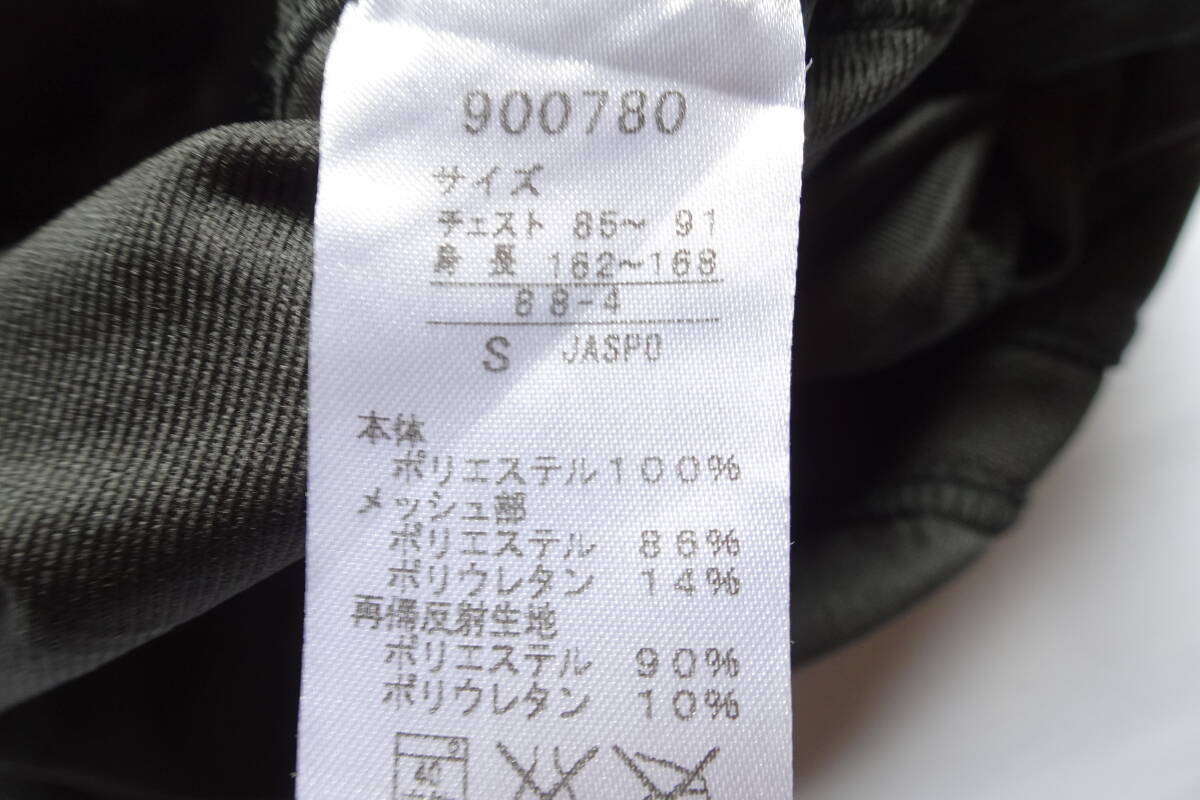 900780
サイズ
チェスト 85～ 91
身 長 162～168
88-4
S JASPO
本体
ポリエステル100%
メッシュ部
ポリエステル 86%
ポリウレタン 14%
再帰反射生地
ポリエステル 90%
ポリウレタン 10%
40